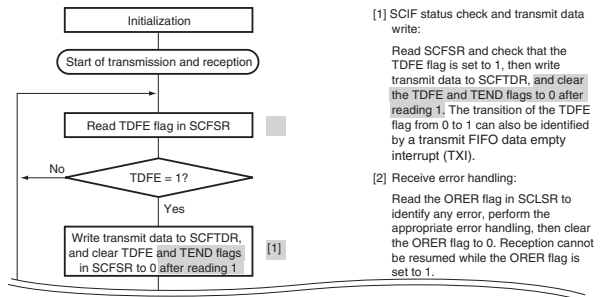 Initialization
Start of transmission and reception
Read TDFE flag in SCFSR
No
TDFE = 1?
Yes
Write transmit data to SCFTDR,
and clear TDFE and TEND flags
in SCFSR to 0 after reading 1
[1]
[1] SCIF status check and transmit data
write:
Read SCFSR and check that the
TDFE flag is set to 1, then write
transmit data to SCFTDR, and clear
the TDFE and TEND flags to 0 after
reading 1. The transition of the TDFE
flag from 0 to 1 can also be identified
by a transmit FIFO data empty
interrupt (TXI).
[2] Receive error handling:
Read the ORER flag in SCLSR to
identify any error, perform the
appropriate error handling, then clear
the ORER flag to 0. Reception cannot
be resumed while the ORER flag is
set to 1.